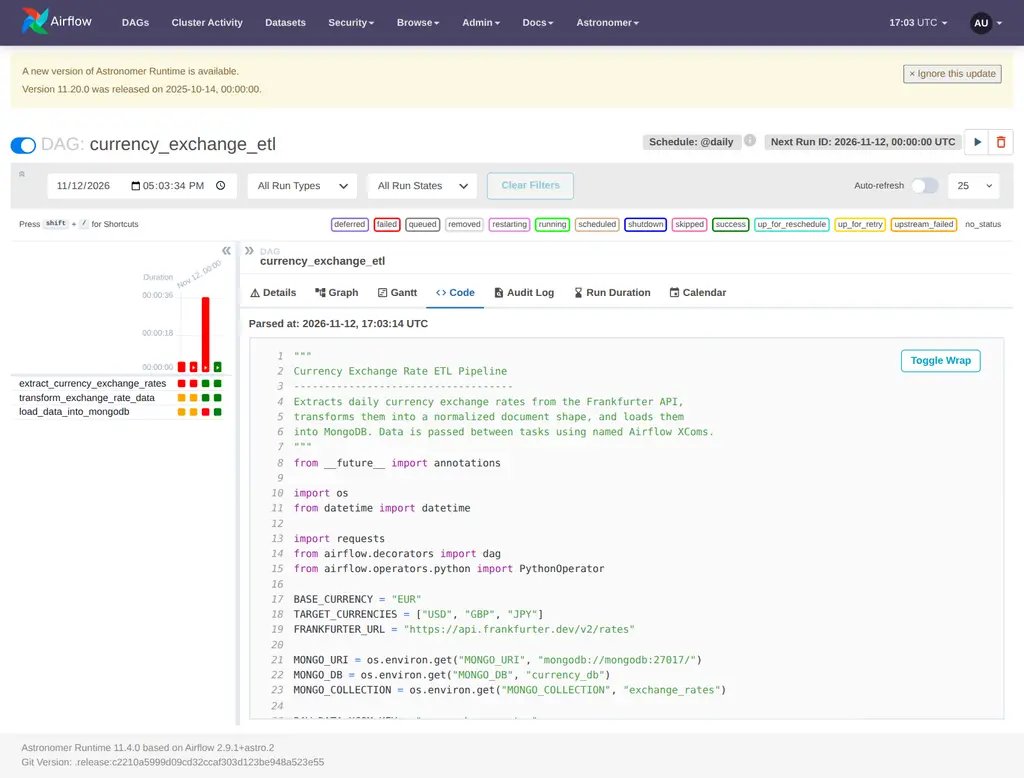 Airflow DAGs Cluster Activity Datasets Security Browse Admin Docs Astronomer 17:03 UTC AU
A new version of Astronomer Runtime is available.
Version 11.20.0 was released on 2025-10-14, 00:00:00.
× Ignore this update
DAG: currency_exchange_etl
Schedule: @daily
Next Run ID: 2026-11-12, 00:00:00 UTC
11/12/2026 05:03:34 PM All Run Types All Run States Clear Filters Auto-refresh 25
Press shift + / for Shortcuts
deferred failed queued removed restarting running scheduled shutdown skipped success up_for_reschedule up_for_retry upstream_failed no_status
Duration
Nov 12, 00:00
00:00:36
00:00:18
00:00:00
extract_currency_exchange_rates
transform_exchange_rate_data
load_data_into_mongodb
DAG
currency_exchange_etl
Details Graph Gantt Code Audit Log Run Duration Calendar
Parsed at: 2026-11-12, 17:03:14 UTC
Toggle Wrap
1 """
2 Currency Exchange Rate ETL Pipeline
3 -----------------------------------
4 Extracts daily currency exchange rates from the Frankfurter API,
5 transforms them into a normalized document shape, and loads them
6 into MongoDB. Data is passed between tasks using named Airflow XComs.
7 """
8 from __future__ import annotations
9
10 import os
11 from datetime import datetime
12
13 import requests
14 from airflow.decorators import dag
15 from airflow.operators.python import PythonOperator
16
17 BASE_CURRENCY = "EUR"
18 TARGET_CURRENCIES = ["USD", "GBP", "JPY"]
19 FRANKFURTER_URL = "https://api.frankfurter.dev/v2/rates"
20
21 MONGO_URI = os.environ.get("MONGO_URI", "mongodb://mongodb:27017/")
22 MONGO_DB = os.environ.get("MONGO_DB", "currency_db")
23 MONGO_COLLECTION = os.environ.get("MONGO_COLLECTION", "exchange_rates")
24
Astronomer Runtime 11.4.0 based on Airflow 2.9.1+astro.2
Git Version: .release:c2210a5999d09cd32ccaf303d123be948a523e55